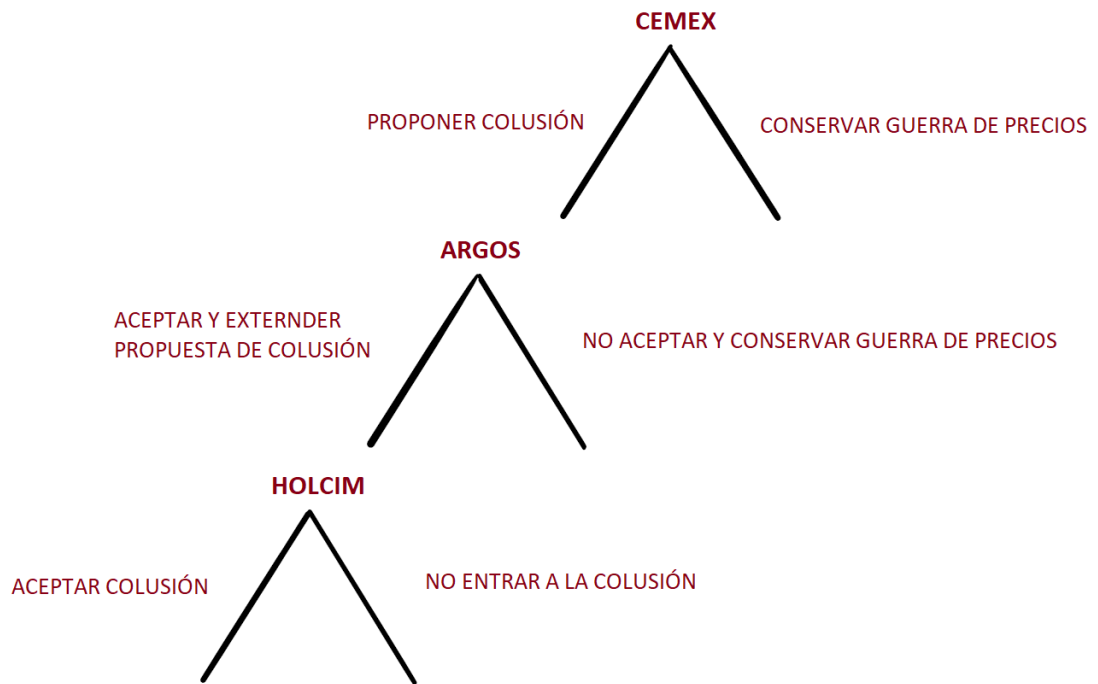 CEMEX
PROPONER COLUSIÓN
CONSERVAR GUERRA DE PRECIOS
ARGOS
ACEPTAR Y EXTERNDER
PROPUESTA DE COLUSIÓN
NO ACEPTAR Y CONSERVAR GUERRA DE PRECIOS
HOLCIM
ACEPTAR COLUSIÓN
NO ENTRAR A LA COLUSIÓN